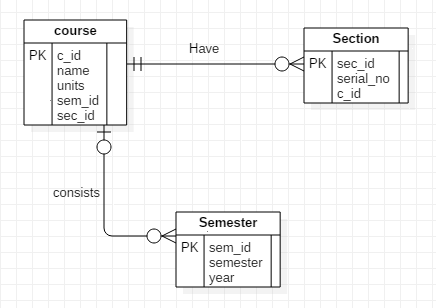 course
PK c_id
name
units
sem_id
sec_id
Have
Section
PK sec_id
serial_no
c_id
consists
Semester
PK sem_id
semester
year